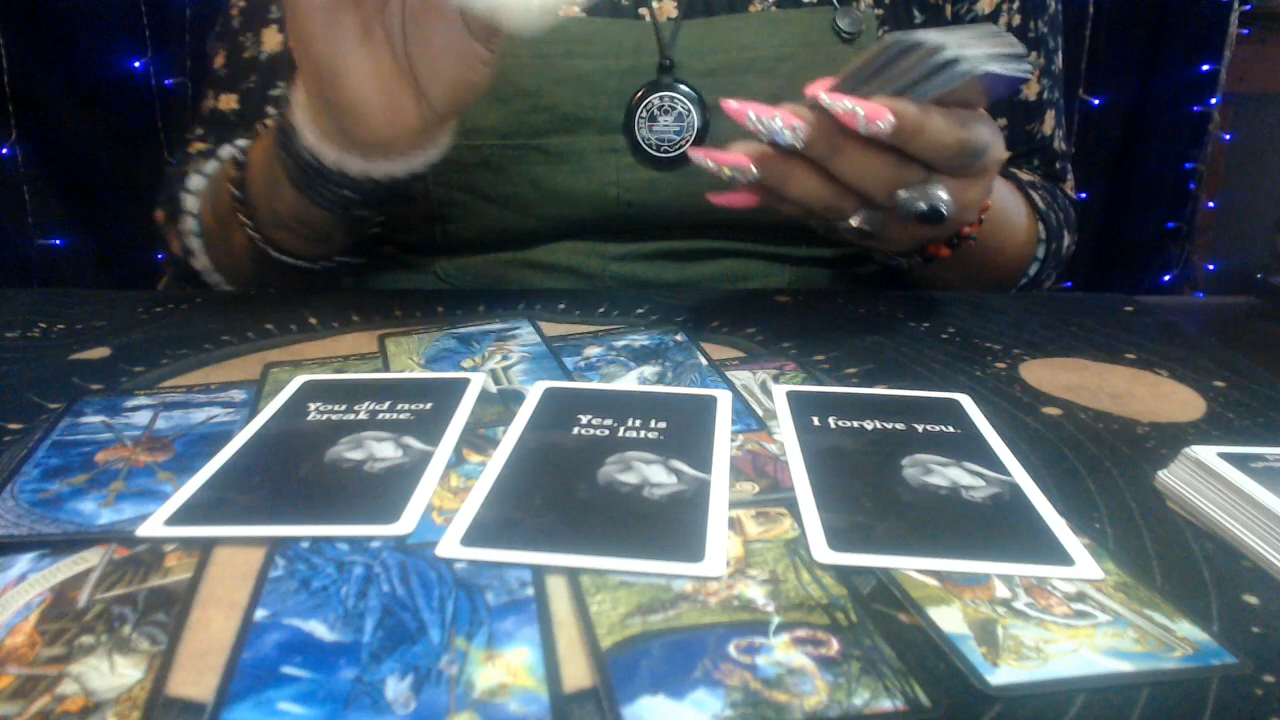 You did not
break me.
Yes, it is
too late.
I forgive you.